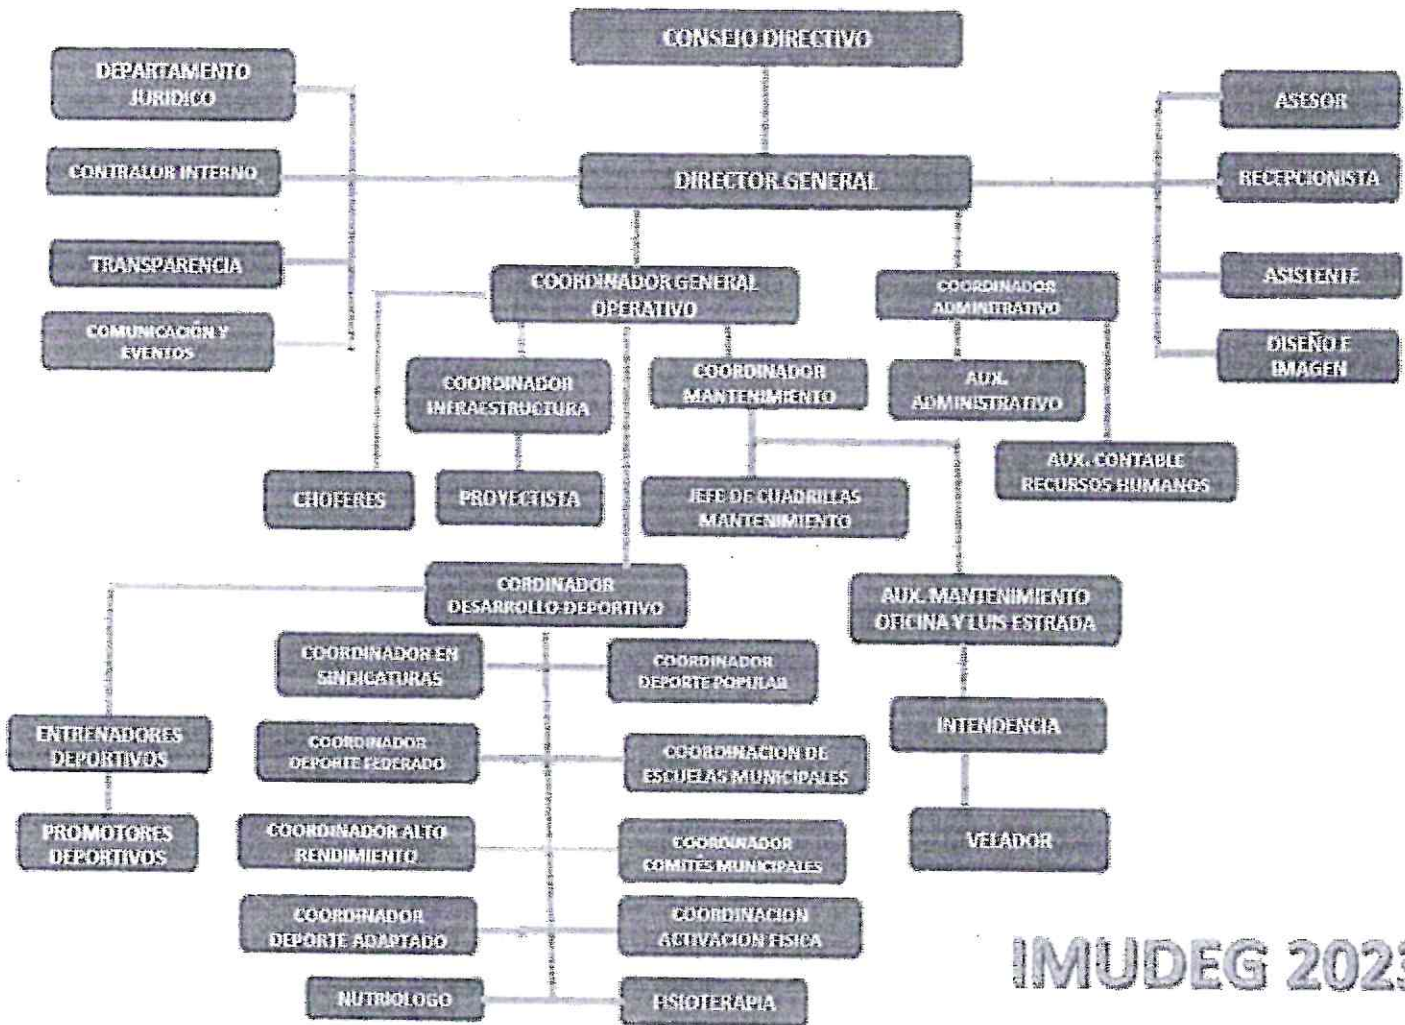 CONSEJO DIRECTIVO
DEPARTAMENTO
JURIDICO
ASESOR
CONTRALOR INTERNO
DIRECTOR GENERAL
RECEPCIONISTA
TRANSPARENCIA
COORDINADOR GENERAL
OPERATIVO
COORDINADOR
ADMINISTRATIVO
ASISTENTE
COMUNICACIÓN Y
EVENTOS
DISEÑO E
IMAGEN
COORDINADOR
INFRAESTRUCTURA
COORDINADOR
MANTENIMIENTO
AUX.
ADMINISTRATIVO
AUX. CONTABLE
RECURSOS HUMANOS
CHOFERES
PROYECTISTA
JEFE DE CUADRILLAS
MANTENIMIENTO
CORDINADOR
DESARROLLO DEPORTIVO
AUX. MANTENIMIENTO
OFICINA Y LUIS ESTRADA
COORDINADOR EN
SINDICATURAS
COORDINADOR
DEPORTE POPULAR
ENTRENADORES
DEPORTIVOS
COORDINADOR
DEPORTE FEDERADO
COORDINACION DE
ESCUELAS MUNICIPALES
INTENDENCIA
PROMOTORES
DEPORTIVOS
COORDINADOR ALTO
RENDIMIENTO
COORDINADOR
COMITÉS MUNICIPALES
VELADOR
COORDINADOR
DEPORTE ADAPTADO
COORDINACION
ACTIVACION FISICA
NUTRIOLOGO
FISIOTERAPIA
IMUDEG 2023